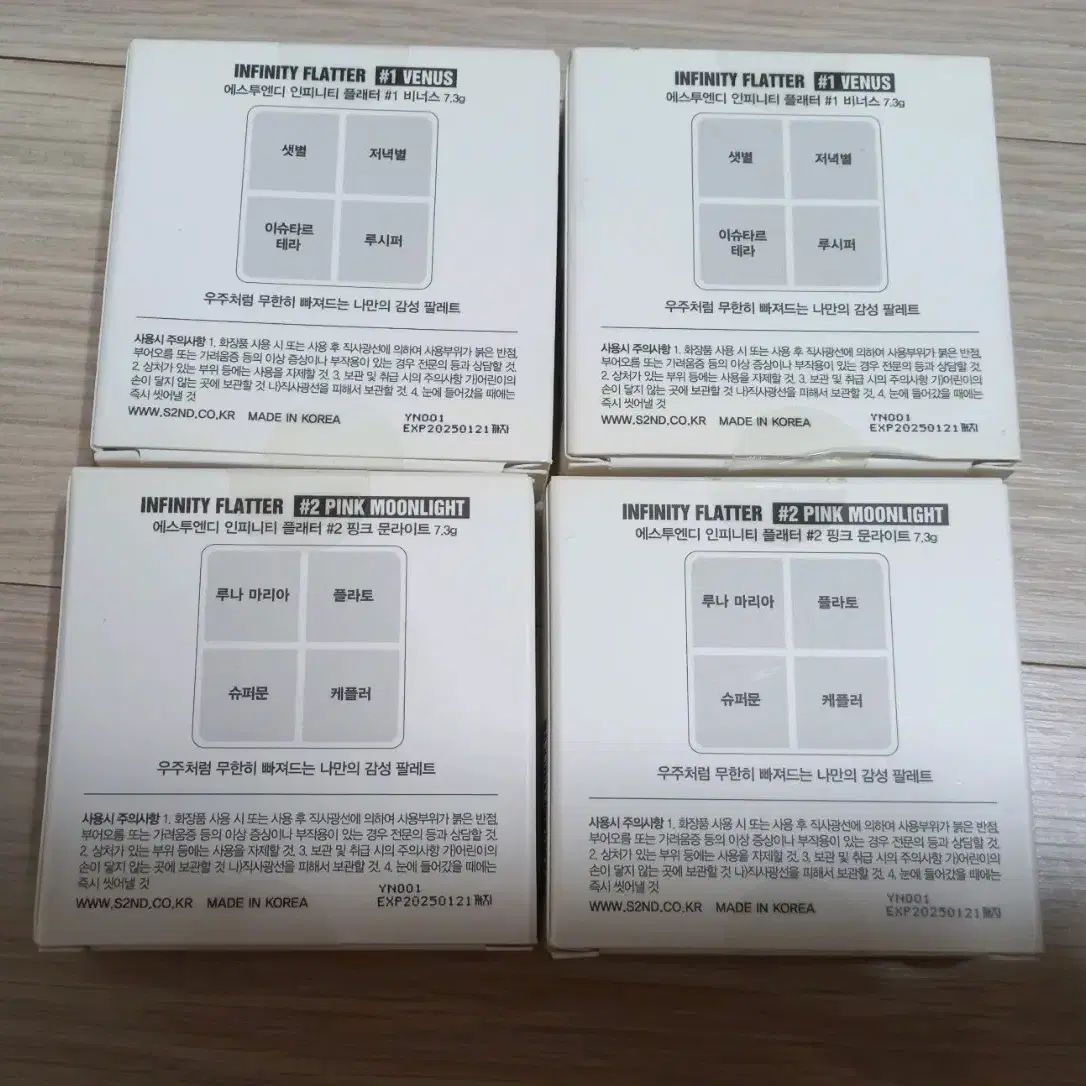 INFINITY FLATTER #1 VENUS
에스투엔디 인피니티 플래터 #1 비너스 7.3g
샛별 저녁별
이슈타르
테라
루시퍼
우주처럼 무한히 빠져드는 나만의 감성 팔레트
사용시 주의사항 1. 화장품 사용 시 또는 사용 후 직사광선에 의하여 사용부위가 붉은 반점,
부어오름 또는 가려움증 등의 이상 증상이나 부작용이 있는 경우 전문의 등과 상담할 것.
2. 상처가 있는 부위 등에는 사용을 자제할 것. 3. 보관 및 취급 시의 주의사항 가)어린이의
손이 닿지 않는 곳에 보관할 것 나)직사광선을 피해서 보관할 것. 4. 눈에 들어갔을 때에는
즉시 씻어낼 것
WWW.S2ND.CO.KR MADE IN KOREA
YN001
EXP20250121까지
INFINITY FLATTER #1 VENUS
에스투엔디 인피니티 플래터 #1 비너스 7.3g
샛별 저녁별
이슈타르
테라
루시퍼
우주처럼 무한히 빠져드는 나만의 감성 팔레트
사용시 주의사항 1. 화장품 사용 시 또는 사용 후 직사광선에 의하여 사용부위가 붉은 반점,
부어오름 또는 가려움증 등의 이상 증상이나 부작용이 있는 경우 전문의 등과 상담할 것.
2. 상처가 있는 부위 등에는 사용을 자제할 것. 3. 보관 및 취급 시의 주의사항 가)어린이의
손이 닿지 않는 곳에 보관할 것 나)직사광선을 피해서 보관할 것. 4. 눈에 들어갔을 때에는
즉시 씻어낼 것
WWW.S2ND.CO.KR MADE IN KOREA
YN001
EXP20250121까지
INFINITY FLATTER #2 PINK MOONLIGHT
에스투엔디 인피니티 플래터 #2 핑크 문라이트 7.3g
루나 마리아 플라토
슈퍼문 케플러
우주처럼 무한히 빠져드는 나만의 감성 팔레트
사용시 주의사항 1. 화장품 사용 시 또는 사용 후 직사광선에 의하여 사용부위가 붉은 반점,
부어오름 또는 가려움증 등의 이상 증상이나 부작용이 있는 경우 전문의 등과 상담할 것.
2. 상처가 있는 부위 등에는 사용을 자제할 것. 3. 보관 및 취급 시의 주의사항 가)어린이의
손이 닿지 않는 곳에 보관할 것 나)직사광선을 피해서 보관할 것. 4. 눈에 들어갔을 때에는
즉시 씻어낼 것
WWW.S2ND.CO.KR MADE IN KOREA
YN001
EXP20250121까지
INFINITY FLATTER #2 PINK MOONLIGHT
에스투엔디 인피니티 플래터 #2 핑크 문라이트 7.3g
루나 마리아 플라토
슈퍼문 케플러
우주처럼 무한히 빠져드는 나만의 감성 팔레트
사용시 주의사항 1. 화장품 사용 시 또는 사용 후 직사광선에 의하여 사용부위가 붉은 반점,
부어오름 또는 가려움증 등의 이상 증상이나 부작용이 있는 경우 전문의 등과 상담할 것.
2. 상처가 있는 부위 등에는 사용을 자제할 것. 3. 보관 및 취급 시의 주의사항 가)어린이의
손이 닿지 않는 곳에 보관할 것 나)직사광선을 피해서 보관할 것. 4. 눈에 들어갔을 때에는
즉시 씻어낼 것
WWW.S2ND.CO.KR MADE IN KOREA
YN001
EXP20250121까지